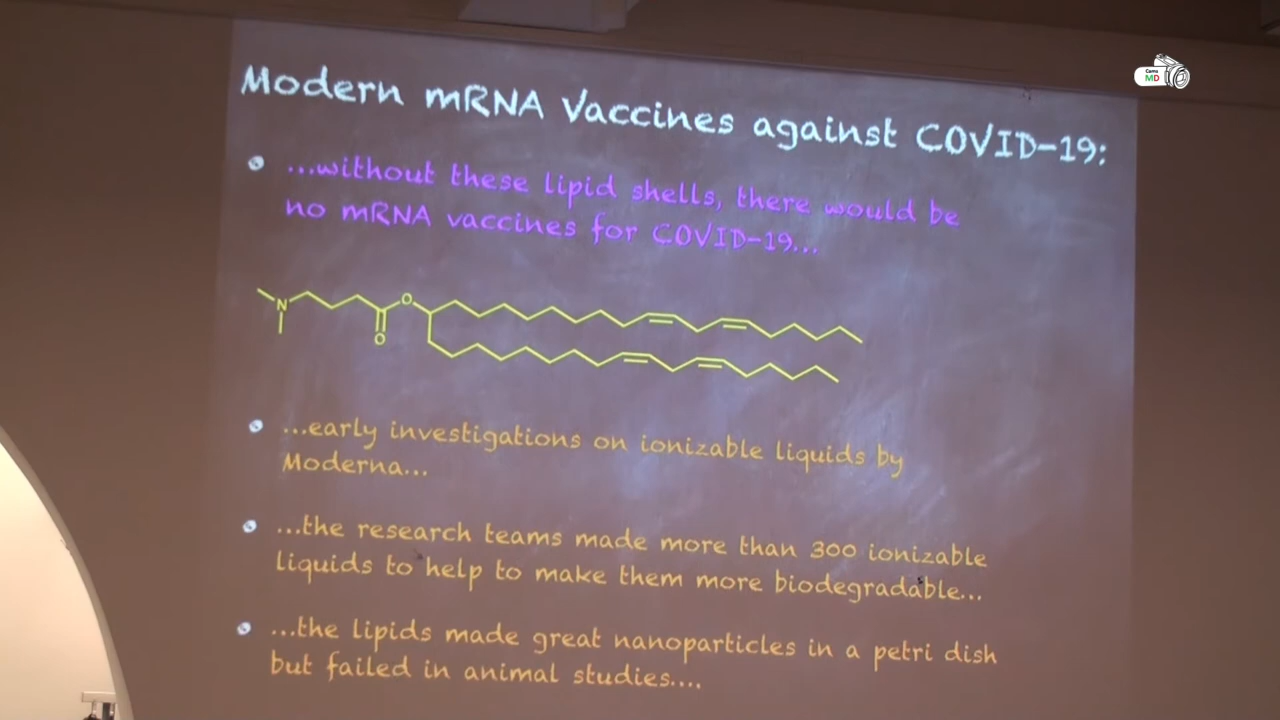 Modern mRNA Vaccines against COVID-19:
Cams
MD
...without these lipid shells, there would be
no mRNA vaccines for COVID-19...
N
O
O
...early investigations on ionizable liquids by
Moderna...
...the research teams made more than 300 ionizable
liquids to help to make them more biodegradable...
...the lipids made great nanoparticles in a petri dish
but failed in animal studies....